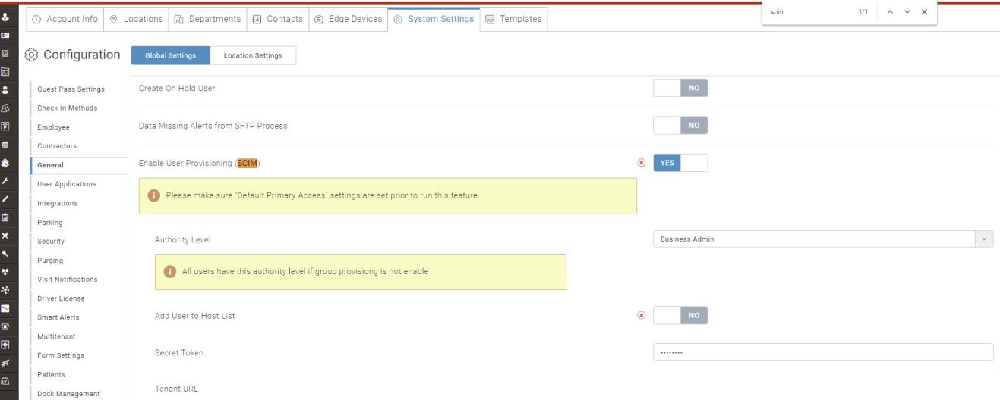 scim 1/1
Account Info Locations Departments Contacts Edge Devices System Settings Templates
Configuration Global Settings Location Settings
Guest Pass Settings
Check In Methods
Employee
Contractors
General
User Applications
Integrations
Parking
Security
Purging
Visit Notifications
Driver License
Smart Alerts
Multitenant
Form Settings
Patients
Dock Management
Create On Hold User NO
Data Missing Alerts from SFTP Process NO
Enable User Provisioning (SCIM) YES
Please make sure "Default Primary Access" settings are set prior to run this feature.
Authority Level Business Admin
All users have this authority level if group provisiong is not enable
Add User to Host List NO
Secret Token ········
Tenant URL